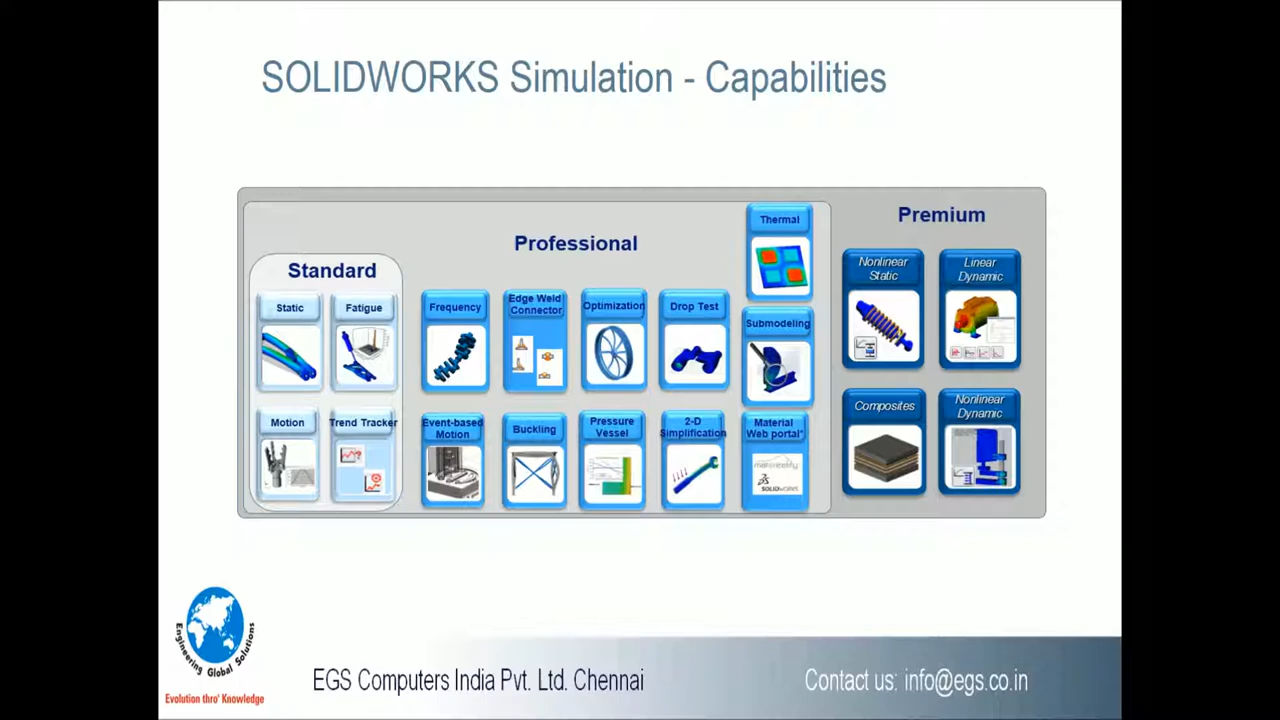 SOLIDWORKS Simulation - Capabilities
Standard
Static
Fatigue
Motion
Trend Tracker
Professional
Frequency
Edge Weld
Connector
Optimization
Drop Test
Thermal
Submodeling
Event-based
Motion
Buckling
Pressure
Vessel
2-D
Simplification
Material
Web portal*
SOLIDWORKS
Premium
Nonlinear
Static
Linear
Dynamic
Composites
Nonlinear
Dynamic
Engineering Global Solutions
Evolution thro' Knowledge
EGS Computers India Pvt. Ltd. Chennai
Contact us: info@egs.co.in